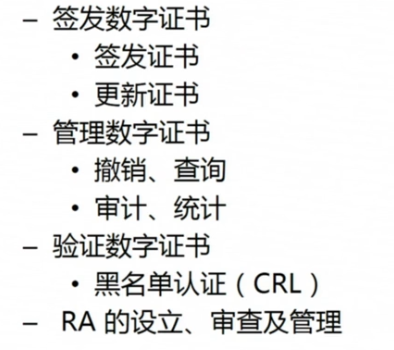 – 签发数字证书
• 签发证书
• 更新证书
– 管理数字证书
• 撤销、查询
• 审计、统计
– 验证数字证书
• 黑名单认证（CRL）
– RA 的设立、审查及管理